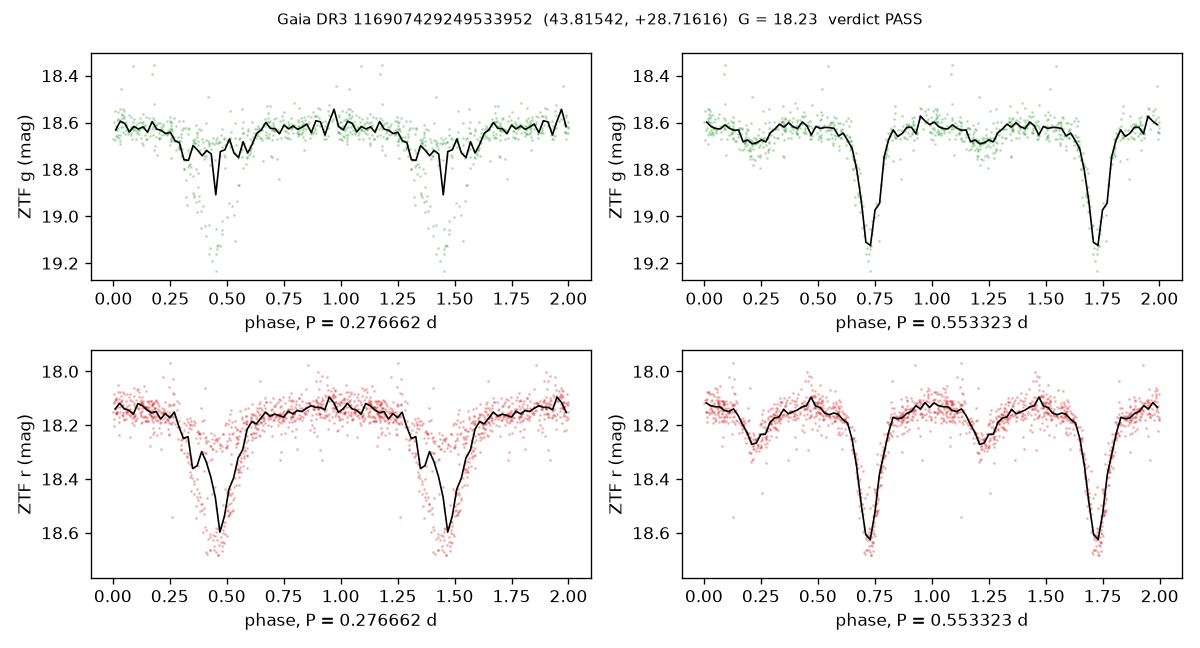 Gaia DR3 116907429249533952  (43.81542, +28.71616)  G = 18.23  verdict PASS
ZTF g (mag)
18.4
18.6
18.8
19.0
19.2
0.00 0.25 0.50 0.75 1.00 1.25 1.50 1.75 2.00
phase, P = 0.276662 d
ZTF g (mag)
18.4
18.6
18.8
19.0
19.2
0.00 0.25 0.50 0.75 1.00 1.25 1.50 1.75 2.00
phase, P = 0.553323 d
ZTF r (mag)
18.0
18.2
18.4
18.6
0.00 0.25 0.50 0.75 1.00 1.25 1.50 1.75 2.00
phase, P = 0.276662 d
ZTF r (mag)
18.0
18.2
18.4
18.6
0.00 0.25 0.50 0.75 1.00 1.25 1.50 1.75 2.00
phase, P = 0.553323 d